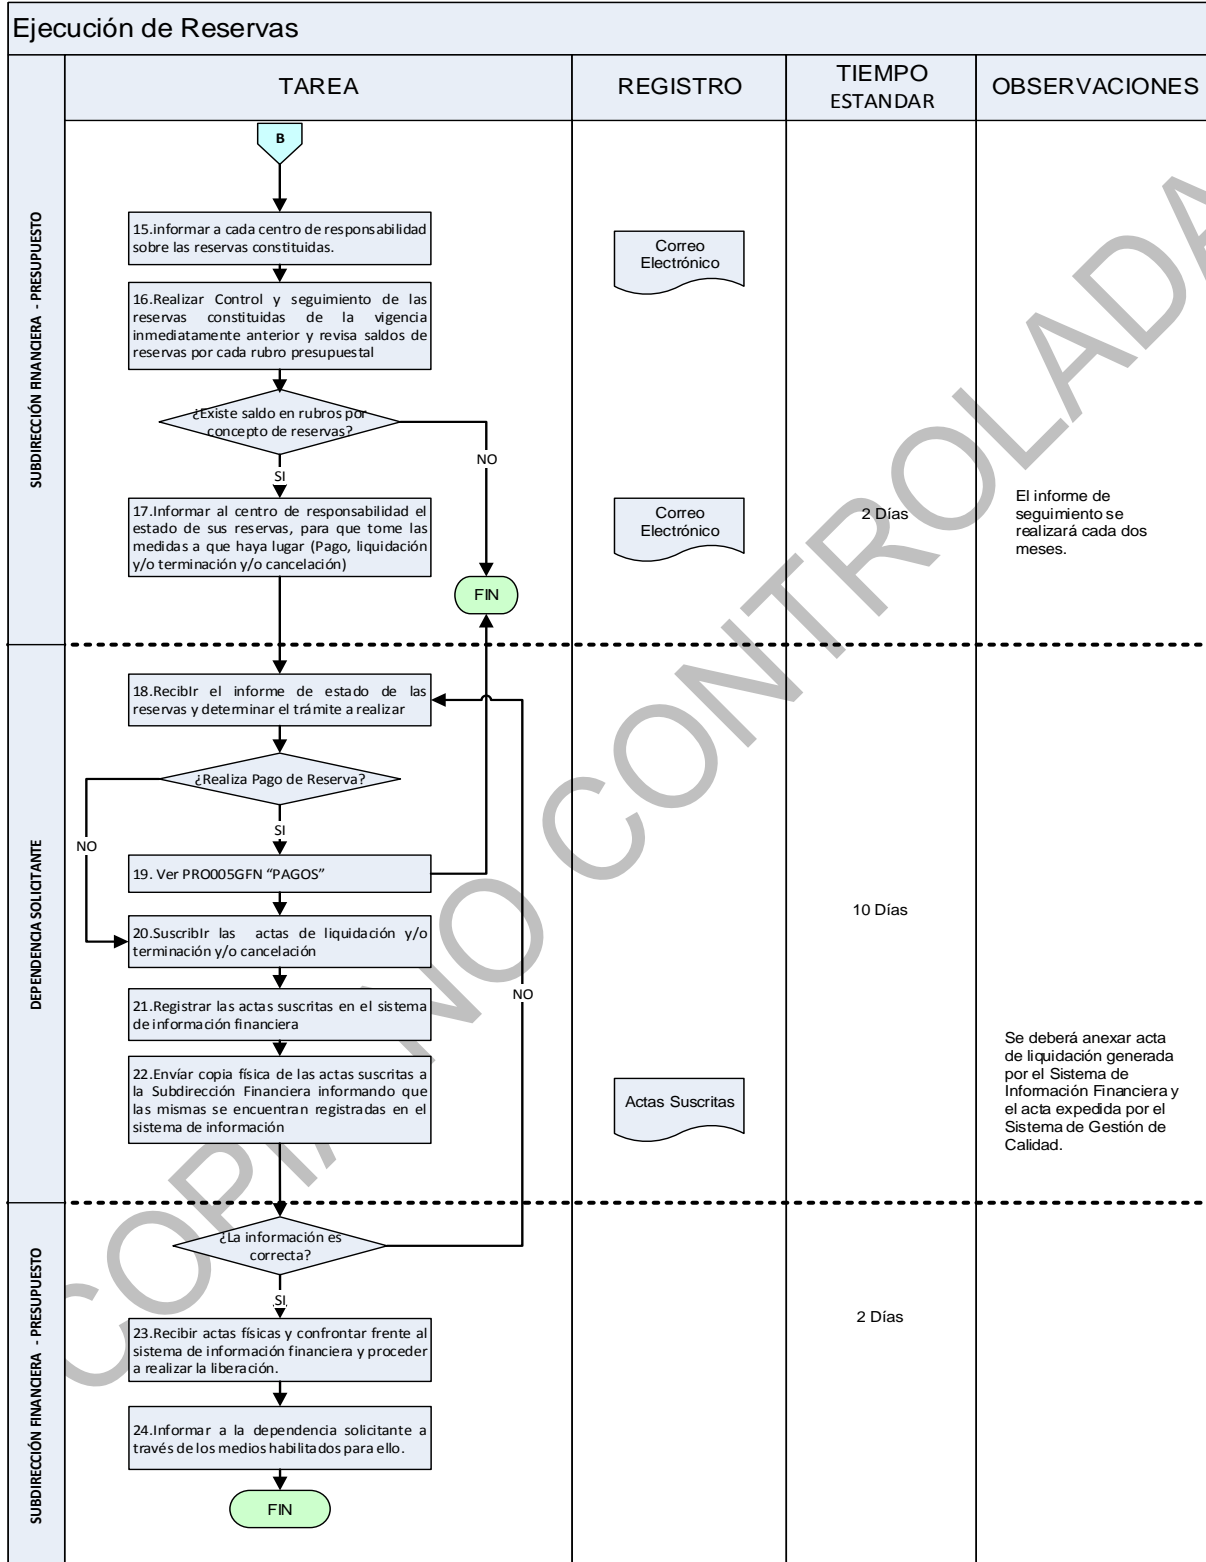 Ejecución de Reservas
TAREA
REGISTRO
TIEMPO
ESTANDAR
OBSERVACIONES
SUBDIRECCIÓN FINANCIERA - PRESUPUESTO
B
15.informar a cada centro de responsabilidad
sobre las reservas constituidas.
Correo
Electrónico
16.Realizar Control y seguimiento de las
reservas constituidas de la vigencia
inmediatamente anterior y revisa saldos de
reservas por cada rubro presupuestal
¿Existe saldo en rubros por
concepto de reservas?
NO
SI
17.Informar al centro de responsabilidad el
estado de sus reservas, para que tome las
medidas a que haya lugar (Pago, liquidación
y/o terminación y/o cancelación)
Correo
Electrónico
2 Días
El informe de
seguimiento se
realizará cada dos
meses.
FIN
DEPENDENCIA SOLICITANTE
18.RecibIr el informe de estado de las
reservas y determinar el trámite a realizar
¿Realiza Pago de Reserva?
SI
NO
19. Ver PRO005GFN “PAGOS”
20.SuscribIr las actas de liquidación y/o
terminación y/o cancelación
10 Días
21.Registrar las actas suscritas en el sistema
de información financiera
NO
22.Envíar copia física de las actas suscritas a
la Subdirección Financiera informando que
las mismas se encuentran registradas en el
sistema de información
Actas Suscritas
Se deberá anexar acta
de liquidación generada
por el Sistema de
Información Financiera y
el acta expedida por el
Sistema de Gestión de
Calidad.
SUBDIRECCIÓN FINANCIERA - PRESUPUESTO
¿La información es
correcta?
SI
23.Recibir actas físicas y confrontar frente al
sistema de información financiera y proceder
a realizar la liberación.
2 Días
24.Informar a la dependencia solicitante a
través de los medios habilitados para ello.
FIN
COPIA NO CONTROLADA